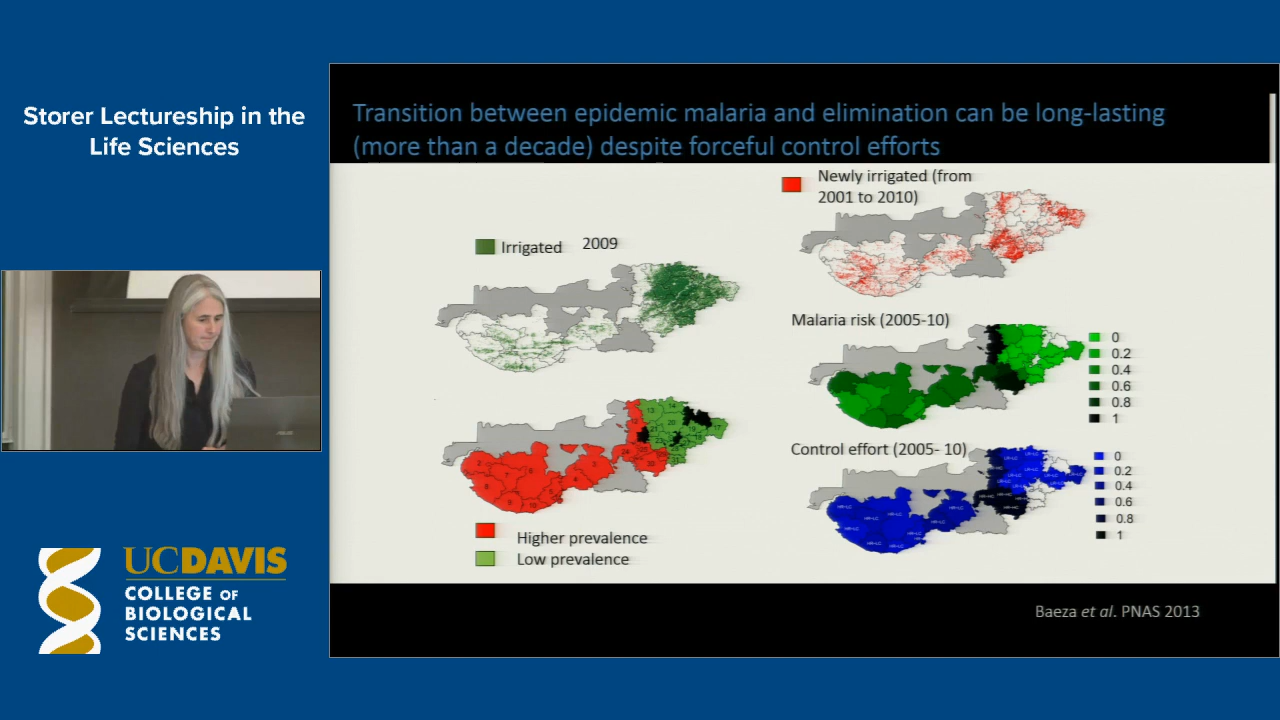 Storer Lectureship in the
Life Sciences
UCDAVIS
COLLEGE OF
BIOLOGICAL
SCIENCES
Transition between epidemic malaria and elimination can be long-lasting
(more than a decade) despite forceful control efforts
Irrigated 2009
Newly irrigated (from
2001 to 2010)
Malaria risk (2005-10)
0
0.2
0.4
0.6
0.8
1
Higher prevalence
Low prevalence
Control effort (2005- 10)
0
0.2
0.4
0.6
0.8
1
Baeza et al. PNAS 2013